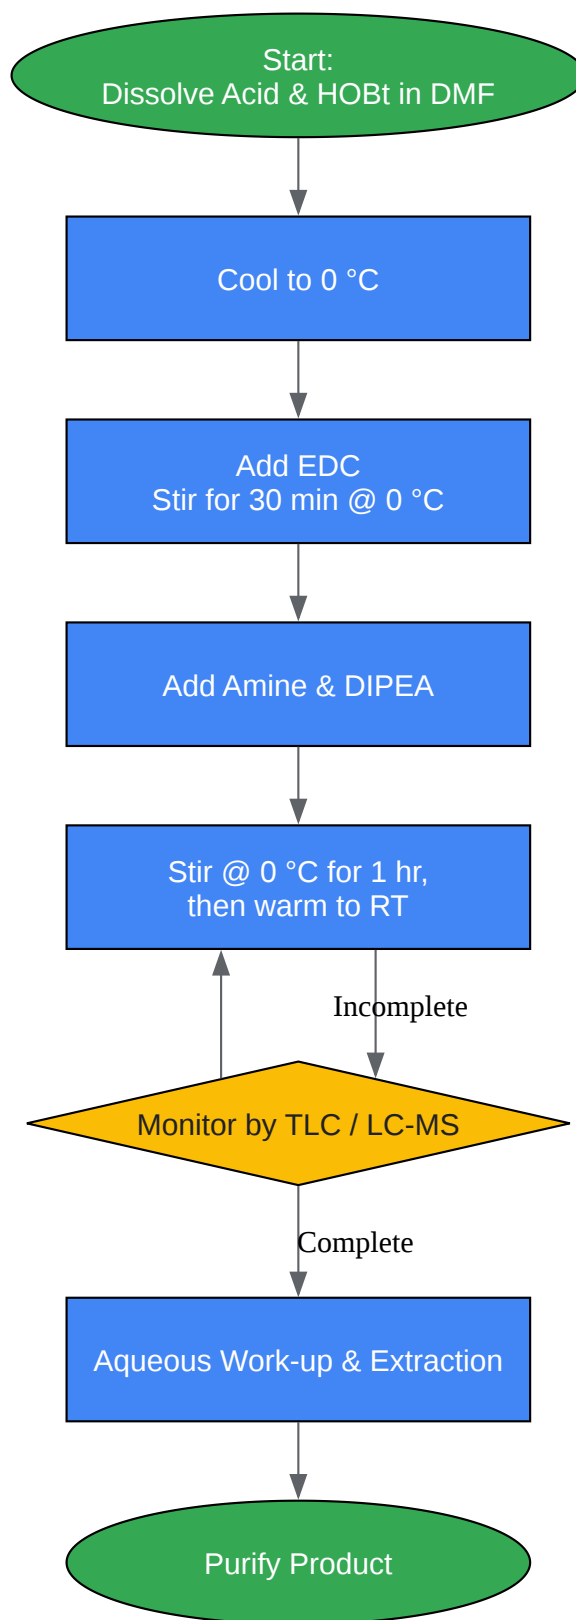 Start:
Dissolve Acid & HOBt in DMF
Cool to 0 °C
Add EDC
Stir for 30 min @ 0 °C
Add Amine & DIPEA
Stir @ 0 °C for 1 hr,
then warm to RT
Incomplete
Monitor by TLC / LC-MS
Complete
Aqueous Work-up & Extraction
Purify Product